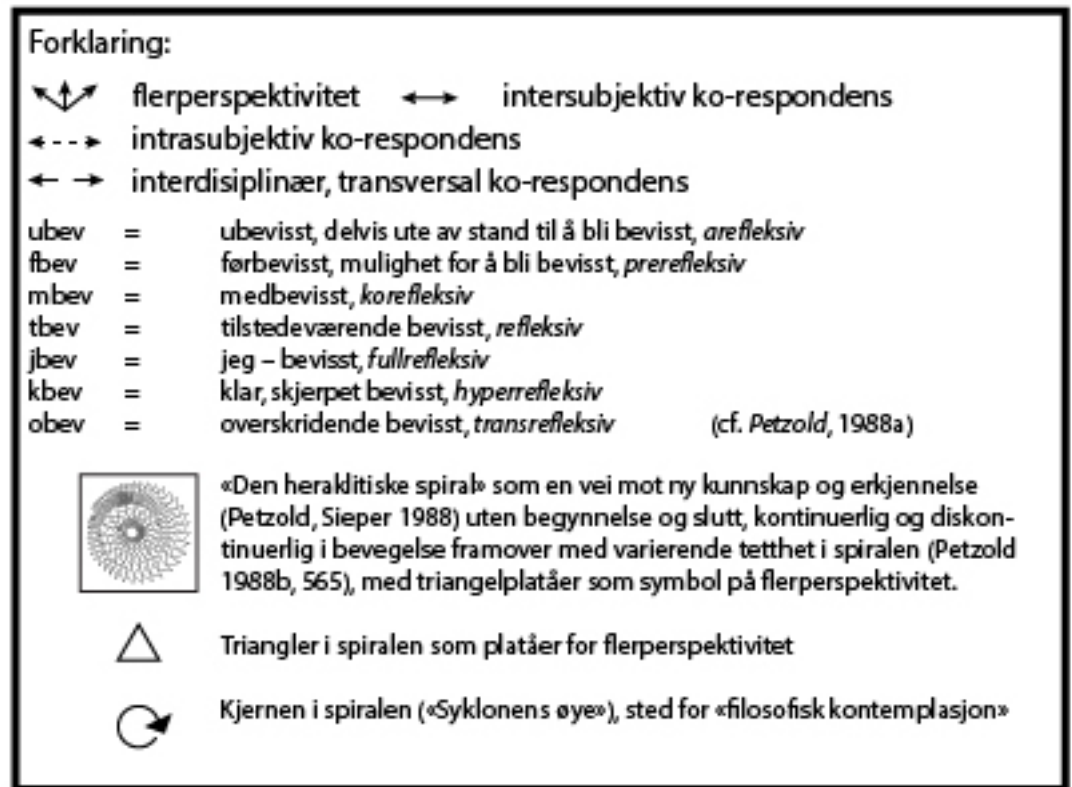 Forklaring:
flerperspektivitet intersubjektiv ko-respondens
intrasubjektiv ko-respondens
interdisiplinær, transversal ko-respondens
ubev = ubevisst, delvis ute av stand til å bli bevisst, arefleksiv
fbev = førbevisst, mulighet for å bli bevisst, prerefleksiv
mbev = medbevisst, korefleksiv
tbev = tilstedeværende bevisst, refleksiv
jbev = jeg – bevisst, fullrefleksiv
kbev = klar, skjerpet bevisst, hyperrefleksiv
obev = overskridende bevisst, transrefleksiv (cf. Petzold, 1988a)
«Den heraklitiske spiral» som en vei mot ny kunnskap og erkjennelse
(Petzold, Sieper 1988) uten begynnelse og slutt, kontinuerlig og diskon-
tinuerlig i bevegelse framover med varierende tetthet i spiralen (Petzold
1988b, 565), med triangelplatåer som symbol på flerperspektivitet.
Triangler i spiralen som platåer for flerperspektivitet
Kjernen i spiralen («Syklonens øye»), sted for «filosofisk kontemplasjon»